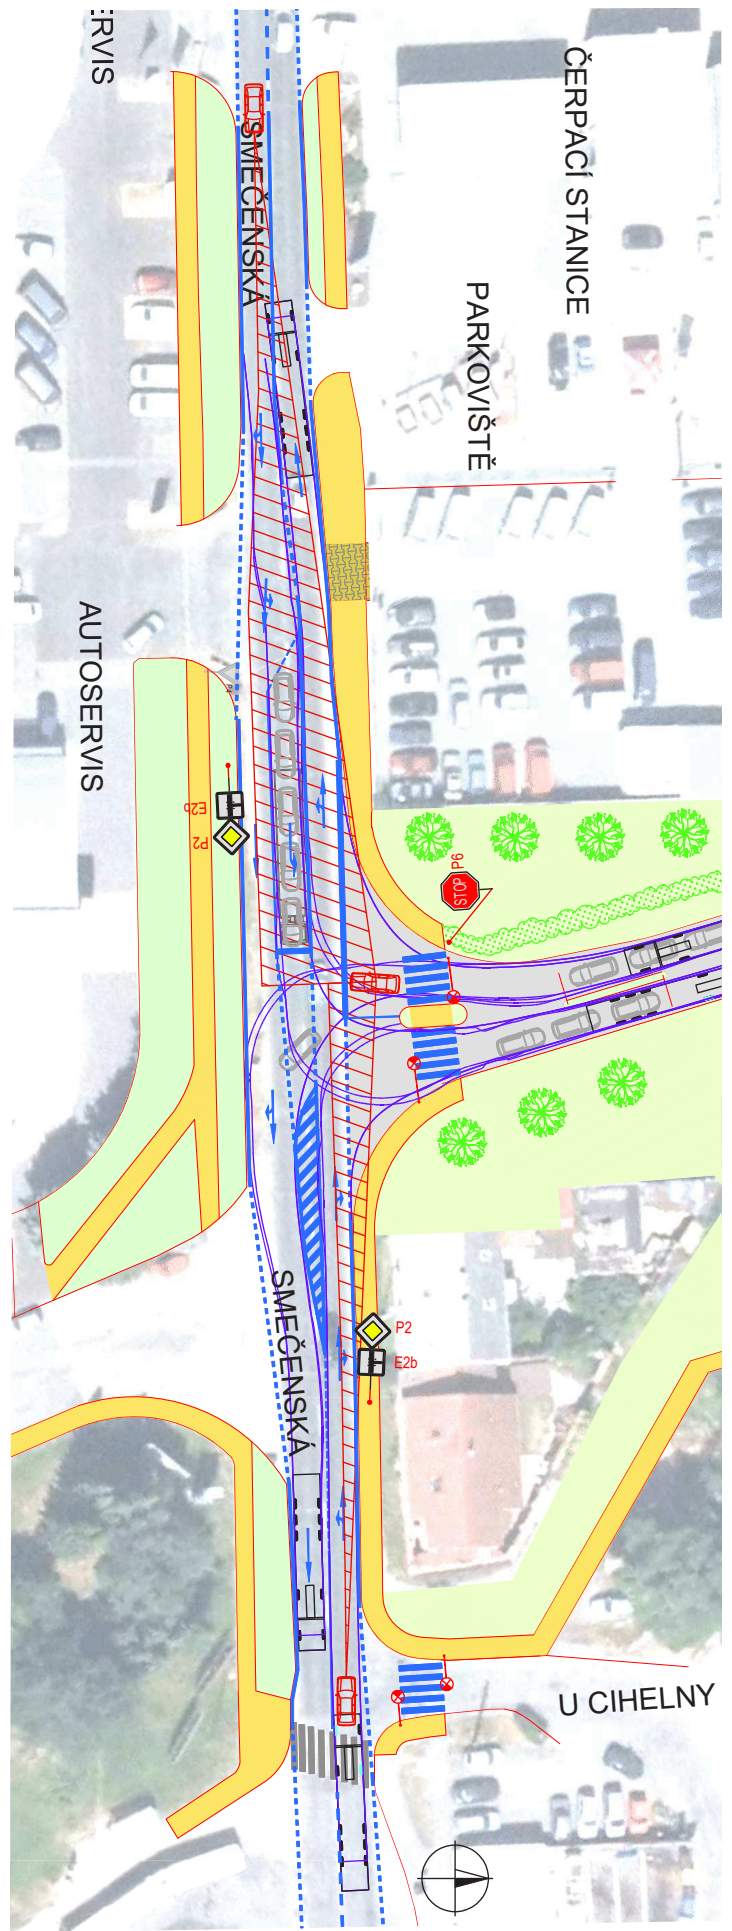 ERVIS
SMEČENSKÁ
ČERPACÍ STANICE
PARKOVIŠTĚ
AUTOSERVIS
E2b
P2
STOP
P6
SMEČENSKÁ
P2
E2b
U CIHELNY